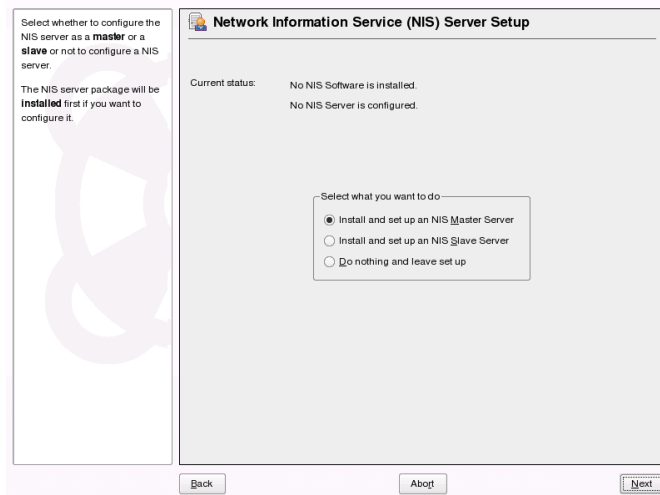 Select whether to configure the
NIS server as a master or a
slave or not to configure a NIS
server.
The NIS server package will be
installed first if you want to
configure it.
Network Information Service (NIS) Server Setup
Current status:
No NIS Software is installed.
No NIS Server is configured.
Select what you want to do
Install and set up an NIS Master Server
Install and set up an NIS Slave Server
Do nothing and leave set up
Back
Abort
Next